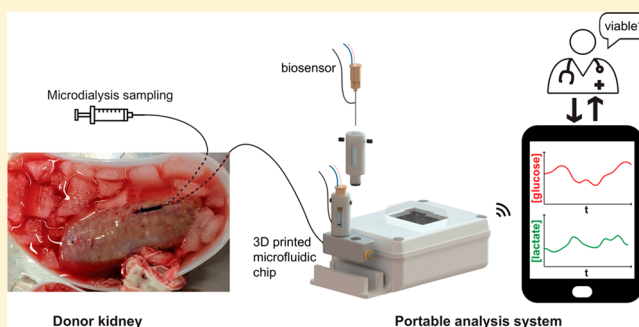 viable?
biosensor
Microdialysis sampling
[glucose]
t
[lactate]
t
3D printed
microfluidic
chip
Donor kidney
Portable analysis system